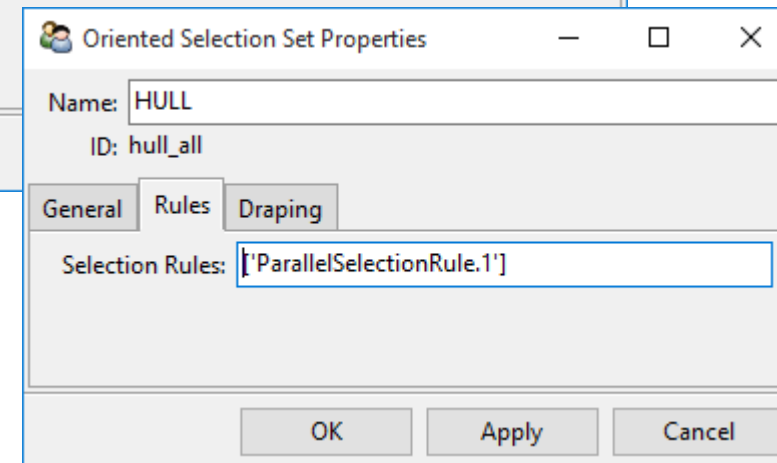 Oriented Selection Set Properties
Name: HULL
ID: hull_all
General Rules Draping
Selection Rules: ['ParallelSelectionRule.1']
OK Apply Cancel